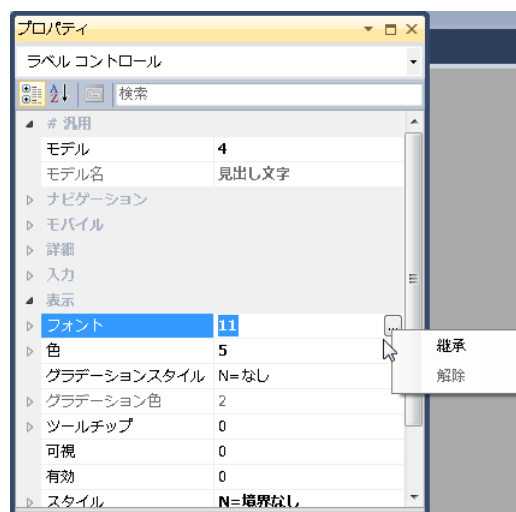 プロパティ
ラベル コントロール
検索
# 汎用
モデル 4
モデル名 見出し文字
ナビゲーション
モバイル
詳細
入力
表示
フォント 11 ...
継承
色 5
解除
グラデーションスタイル N=なし
グラデーション色 2
ツールチップ 0
可視 0
有効 0
スタイル N=境界なし